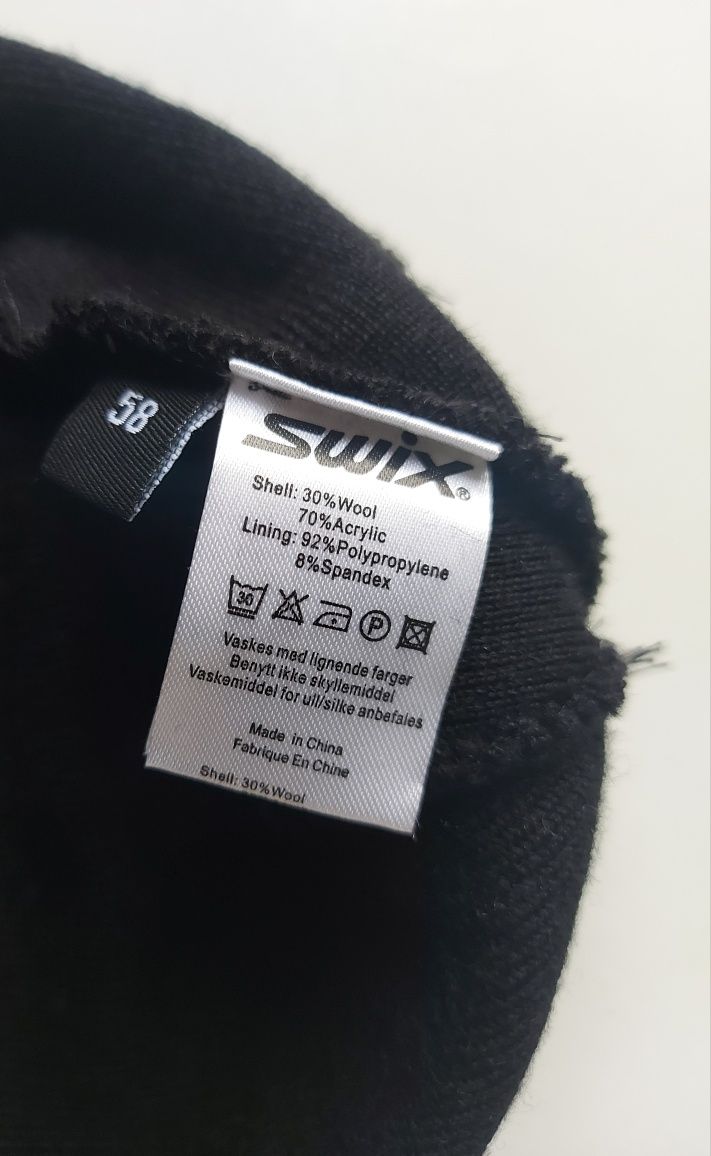 58
swix®
Shell: 30%Wool
70%Acrylic
Lining: 92%Polypropylene
8%Spandex
30 P
Vaskes med lignende farger
Benytt ikke skyllemiddel
Vaskemiddel for ull/silke anbefales
Made in China
Fabrique En Chine
Shell: 30%Wool